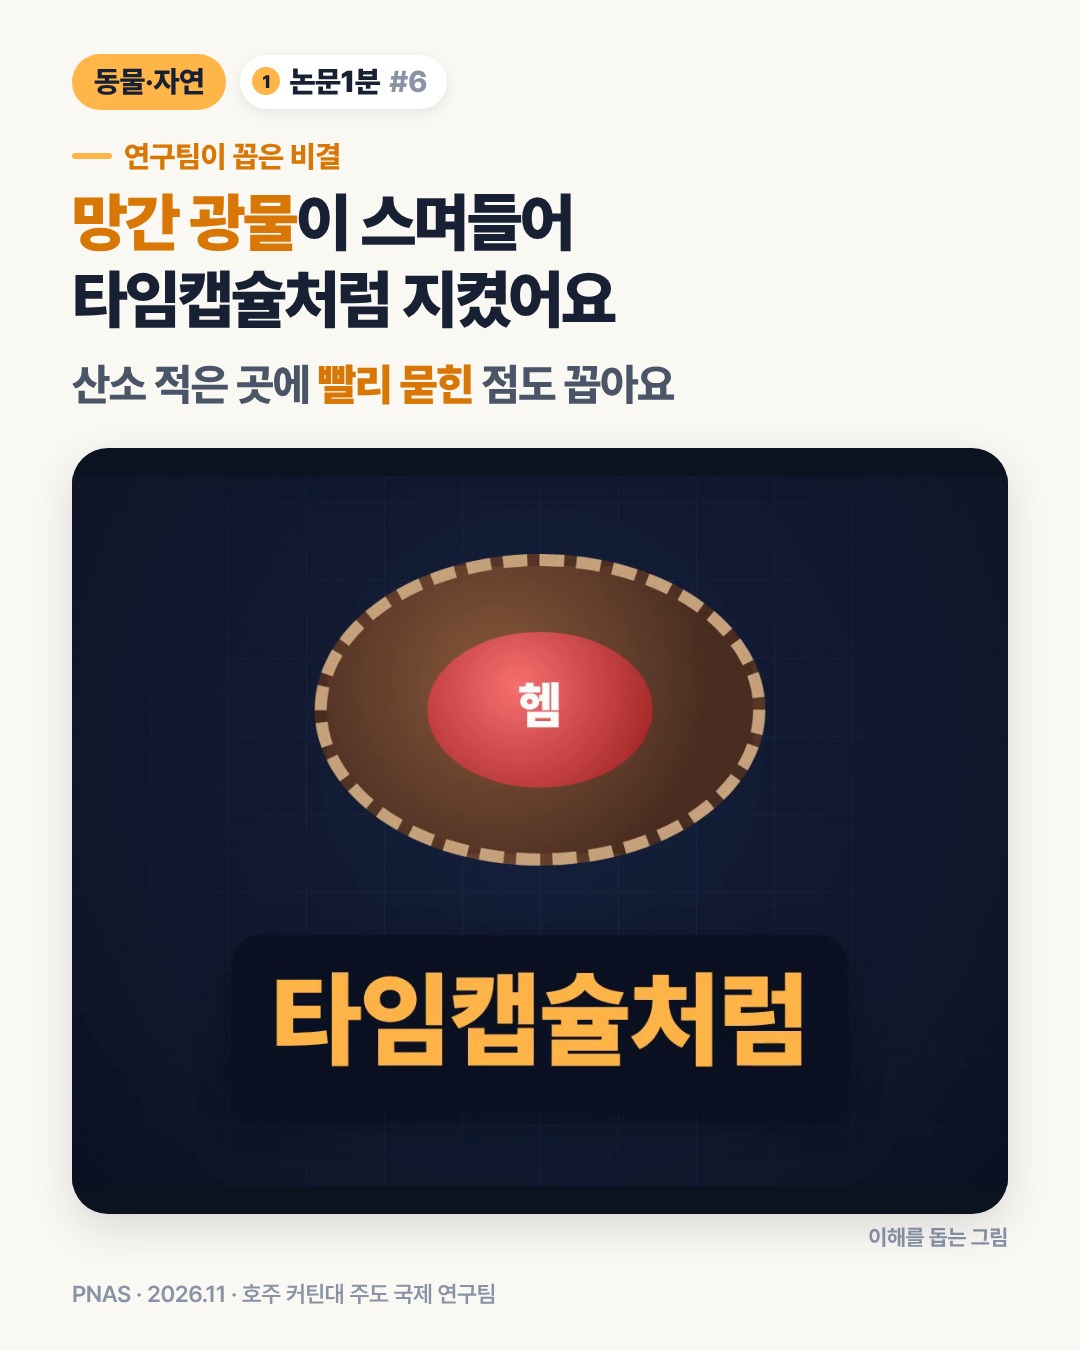 동물·자연
1 논문1분 #6
연구팀이 꼽은 비결
망간 광물이 스며들어
타임캡슐처럼 지켰어요
산소 적은 곳에 빨리 묻힌 점도 꼽아요
헴
타임캡슐처럼
이해를 돕는 그림
PNAS · 2026.11 · 호주 커틴대 주도 국제 연구팀